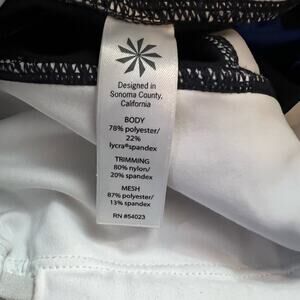 Designed in
Sonoma County,
California
BODY
78% polyester/
22%
lycra®spandex
TRIMMING
80% nylon/
20% spandex
MESH
87% polyester/
13% spandex
RN #54023